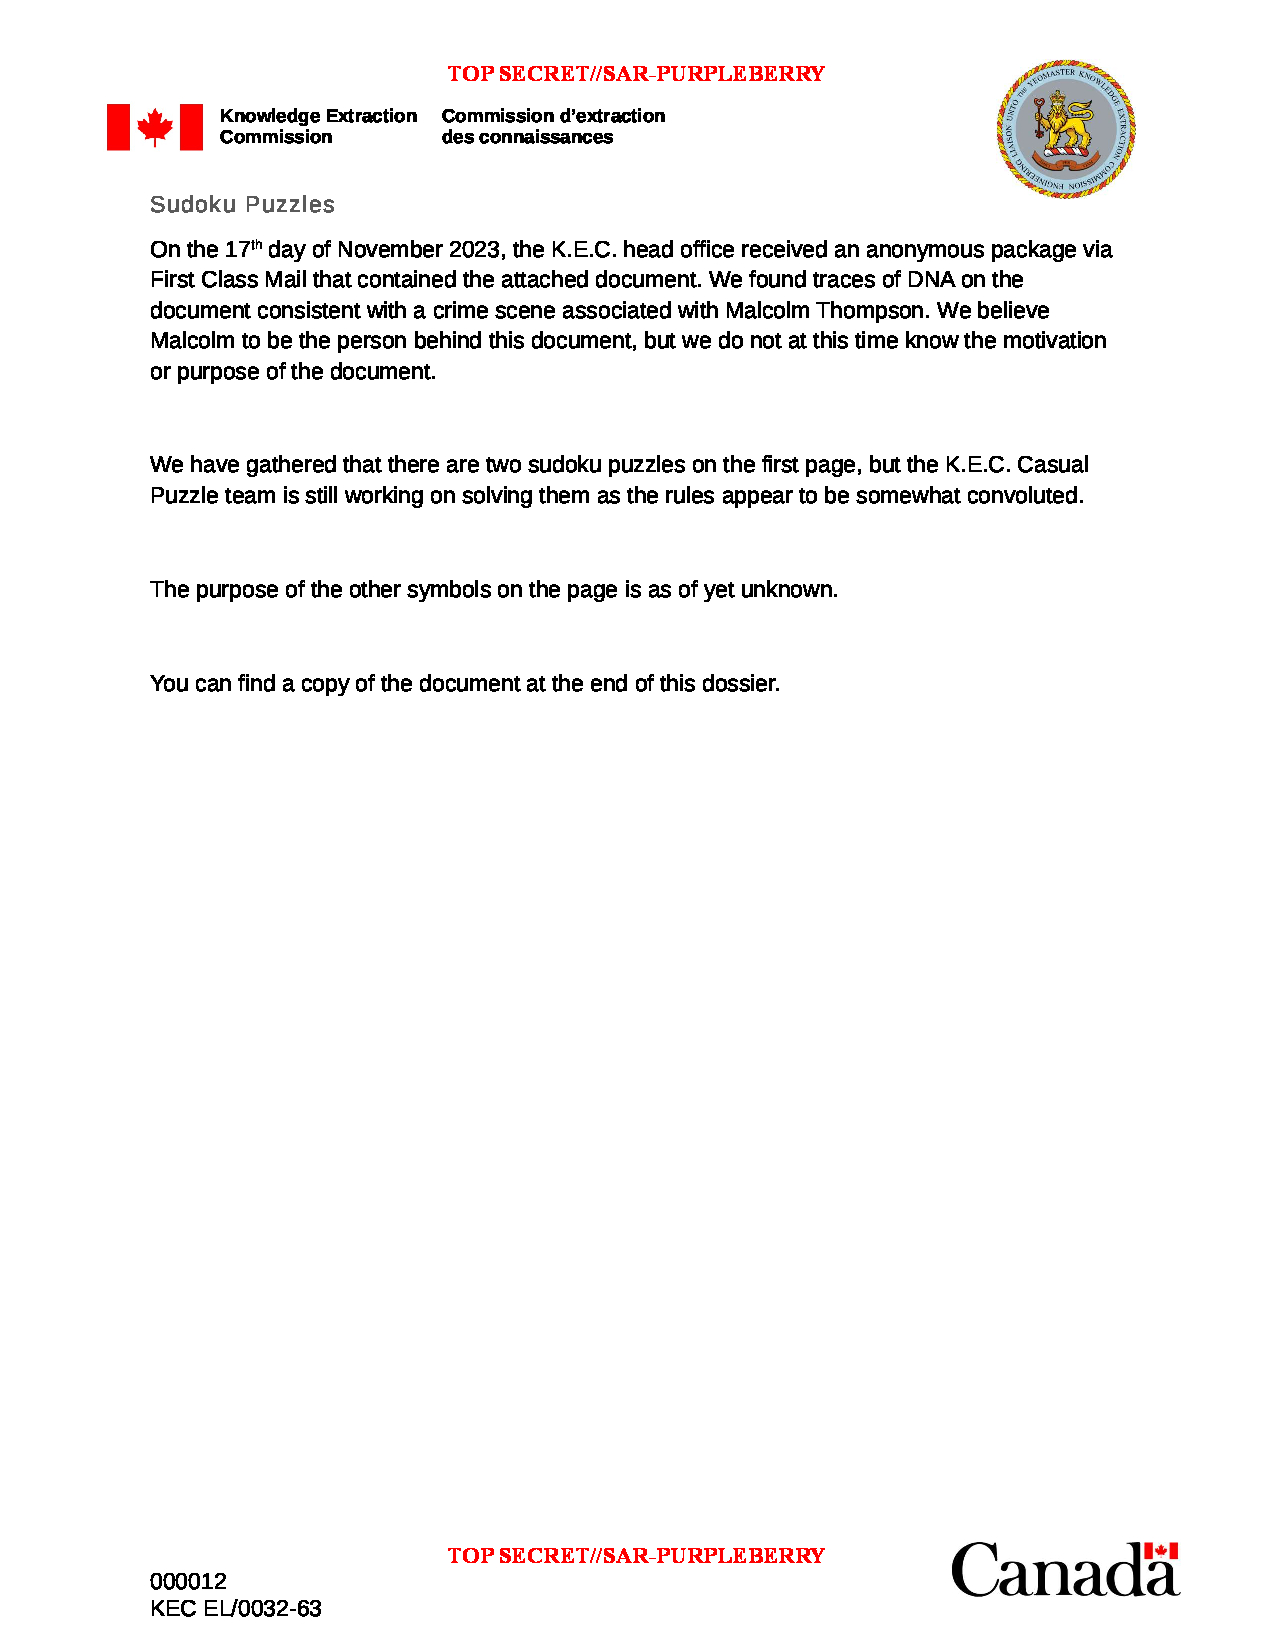 TOP SECRET//SAR-PURPLEBERRY
Knowledge Extraction Commission d'extraction
Commission des connaissances
ENGINEERING LIAISON UNTO THE YEOMASTER KNOWLEDGE EXTRACTION COMMISSION
Sudoku Puzzles
On the 17th day of November 2023, the K.E.C. head office received an anonymous package via
First Class Mail that contained the attached document. We found traces of DNA on the
document consistent with a crime scene associated with Malcolm Thompson. We believe
Malcolm to be the person behind this document, but we do not at this time know the motivation
or purpose of the document.
We have gathered that there are two sudoku puzzles on the first page, but the K.E.C. Casual
Puzzle team is still working on solving them as the rules appear to be somewhat convoluted.
The purpose of the other symbols on the page is as of yet unknown.
You can find a copy of the document at the end of this dossier.
TOP SECRET//SAR-PURPLEBERRY
Canada
000012
KEC EL/0032-63